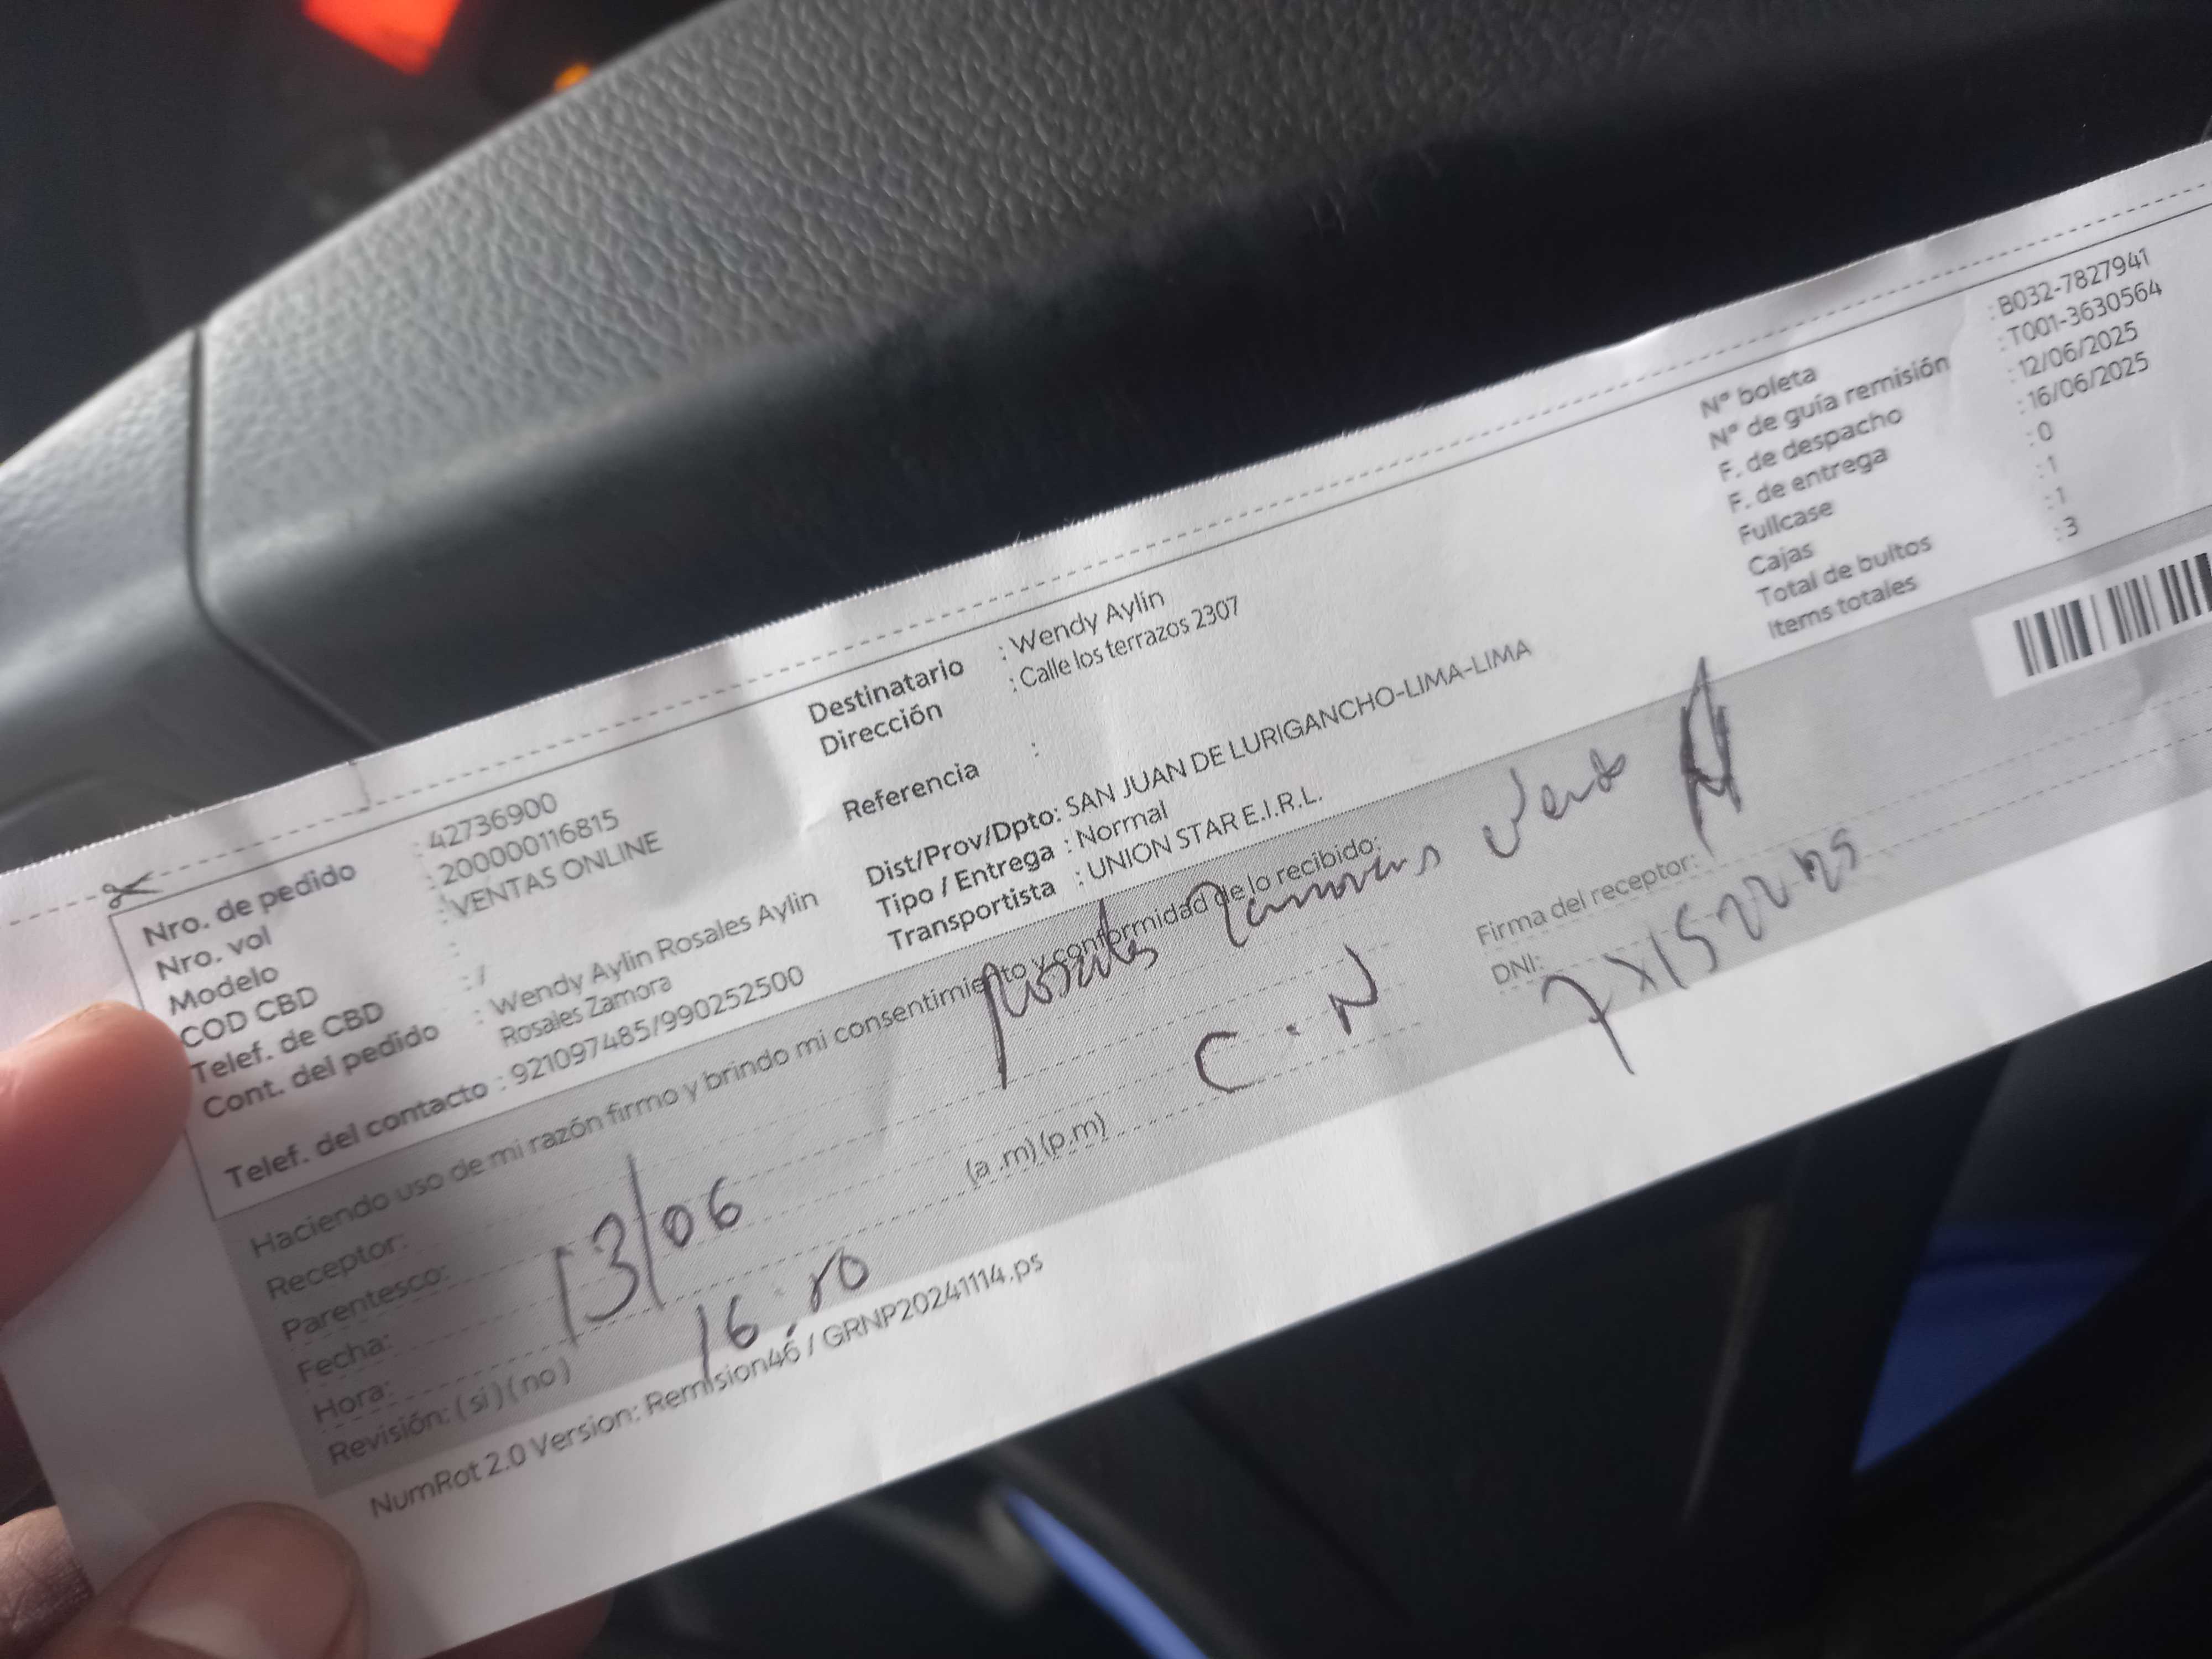 Nro. de pedido : 42736900
Nro. vol : 200000116815
Modelo : VENTAS ONLINE
COD CBD :
Telef. de CBD : /
Cont. del pedido : Wendy Aylin Rosales Aylin
Rosales Zamora
Telef. del contacto : 921097485/990252500
Destinatario : Wendy Aylin
Dirección : Calle los terrazos 2307
Referencia :
Dist/Prov/Dpto: SAN JUAN DE LURIGANCHO-LIMA-LIMA
Tipo / Entrega : Normal
Transportista : UNION STAR E.I.R.L.
N° boleta : B032-7827941
N° de guía remisión : T001-3630564
F. de despacho : 12/06/2025
F. de entrega : 16/06/2025
Fullcase : 0
Cajas : 1
Total de bultos : 1
Items totales : 3
Haciendo uso de mi razón firmo y brindo mi consentimiento y conformidad de lo recibido:
Receptor: Rosales
Parentesco: C.N
Fecha: 13/06
Hora: 16:10 (a .m) (p.m)
Revisión: ( si ) ( no )
Firma del receptor:
DNI:
NumRot 2.0 Version: Remision46 / GRNP20241114.ps